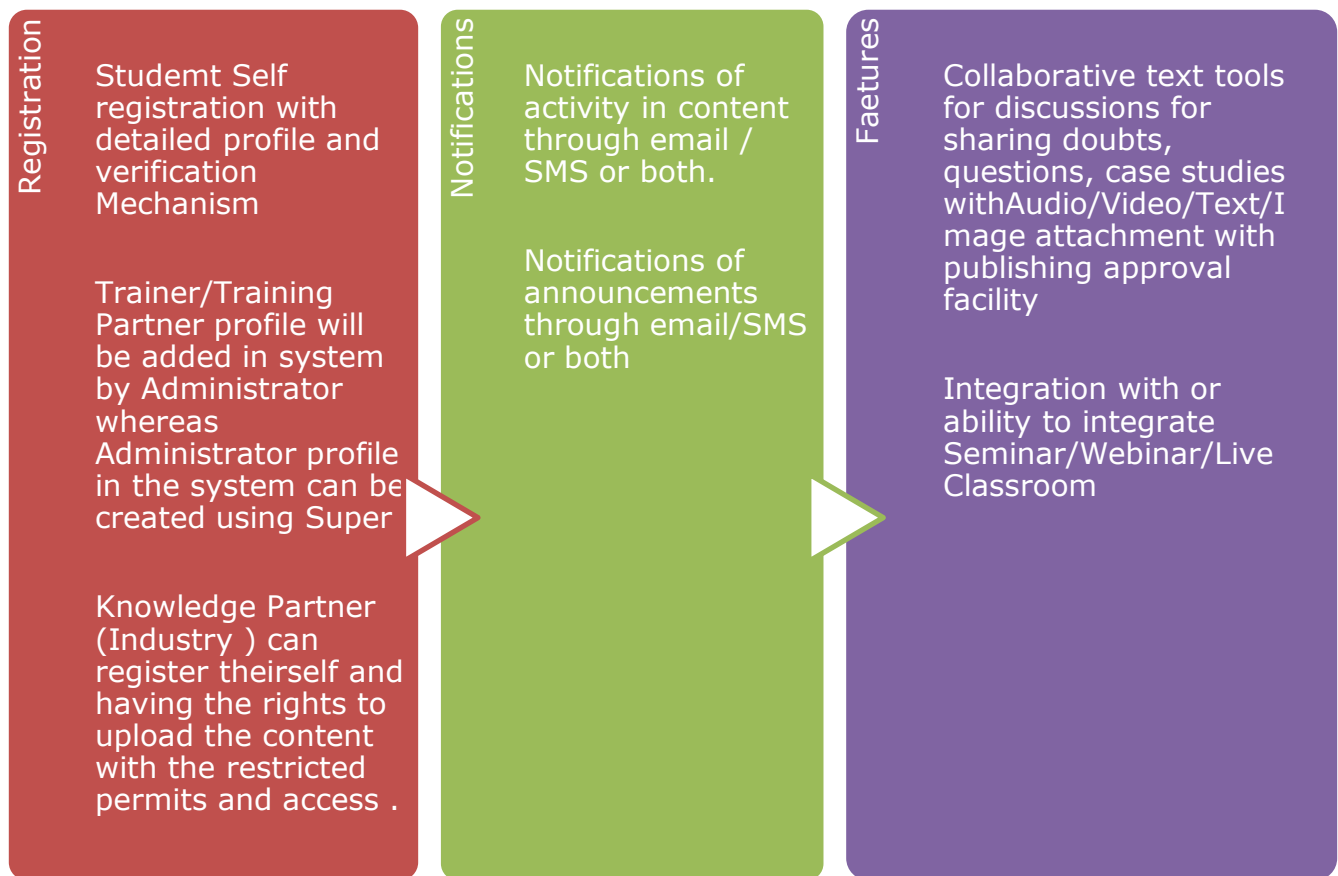 Registration
Studemt Self
registration with
detailed profile and
verification
Mechanism
Trainer/Training
Partner profile will
be added in system
by Administrator
whereas
Administrator profile
in the system can be
created using Super
Knowledge Partner
(Industry ) can
register theirself and
having the rights to
upload the content
with the restricted
permits and access .
Notifications
Notifications of
activity in content
through email /
SMS or both.
Notifications of
announcements
through email/SMS
or both
Faetures
Collaborative text tools
for discussions for
sharing doubts,
questions, case studies
withAudio/Video/Text/I
mage attachment with
publishing approval
facility
Integration with or
ability to integrate
Seminar/Webinar/Live
Classroom